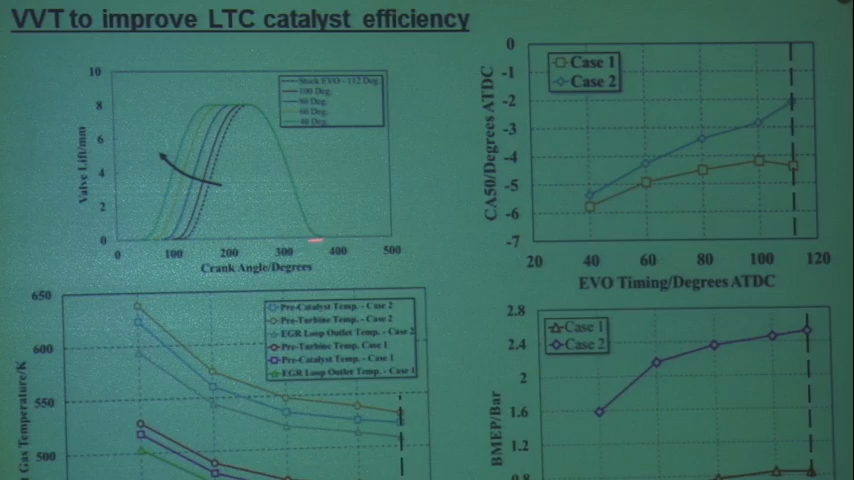 VVT to improve LTC catalyst efficiency
10
8
6
4
2
0
Valve Lift/mm
Stock EVO - 112 Deg.
100 Deg.
80 Deg.
60 Deg.
40 Deg.
0 100 200 300 400 500
Crank Angle/Degrees
0
-1
-2
-3
-4
-5
-6
-7
CA50/Degrees ATDC
Case 1
Case 2
20 40 60 80 100 120
EVO Timing/Degrees ATDC
650
600
550
500
Gas Temperature/K
Pre-Catalyst Temp. - Case 2
Pre-Turbine Temp. - Case 2
EGR Loop Outlet Temp. - Case 2
Pre-Turbine Temp. Case 1
Pre-Catalyst Temp. - Case 1
EGR Loop Outlet Temp. - Case 1
2.8
2.4
2
1.6
1.2
0.8
BMEP/Bar
Case 1
Case 2